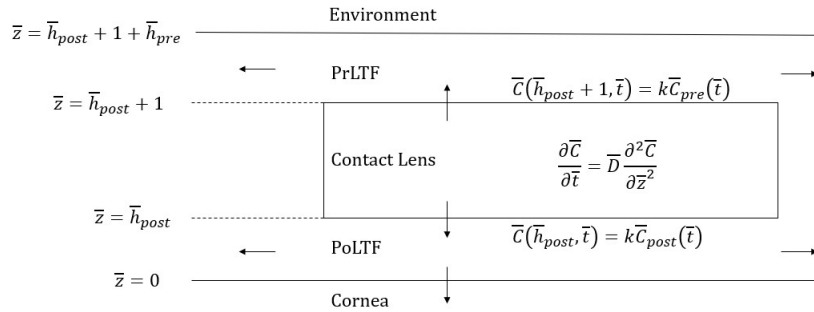 Environment
z̅ = h̅_post + 1 + h̅_pre
PrLTF
C̅(h̅_post + 1, t̅) = kC̅_pre(t̅)
z̅ = h̅_post + 1
Contact Lens
∂C̅/∂t̅ = D̅ ∂²C̅/∂z̅²
z̅ = h̅_post
C̅(h̅_post, t̅) = kC̅_post(t̅)
PoLTF
z̅ = 0
Cornea